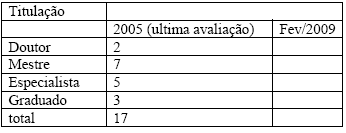 Titulação
2005 (ultima avaliação) Fev/2009
Doutor 2
Mestre 7
Especialista 5
Graduado 3
total 17